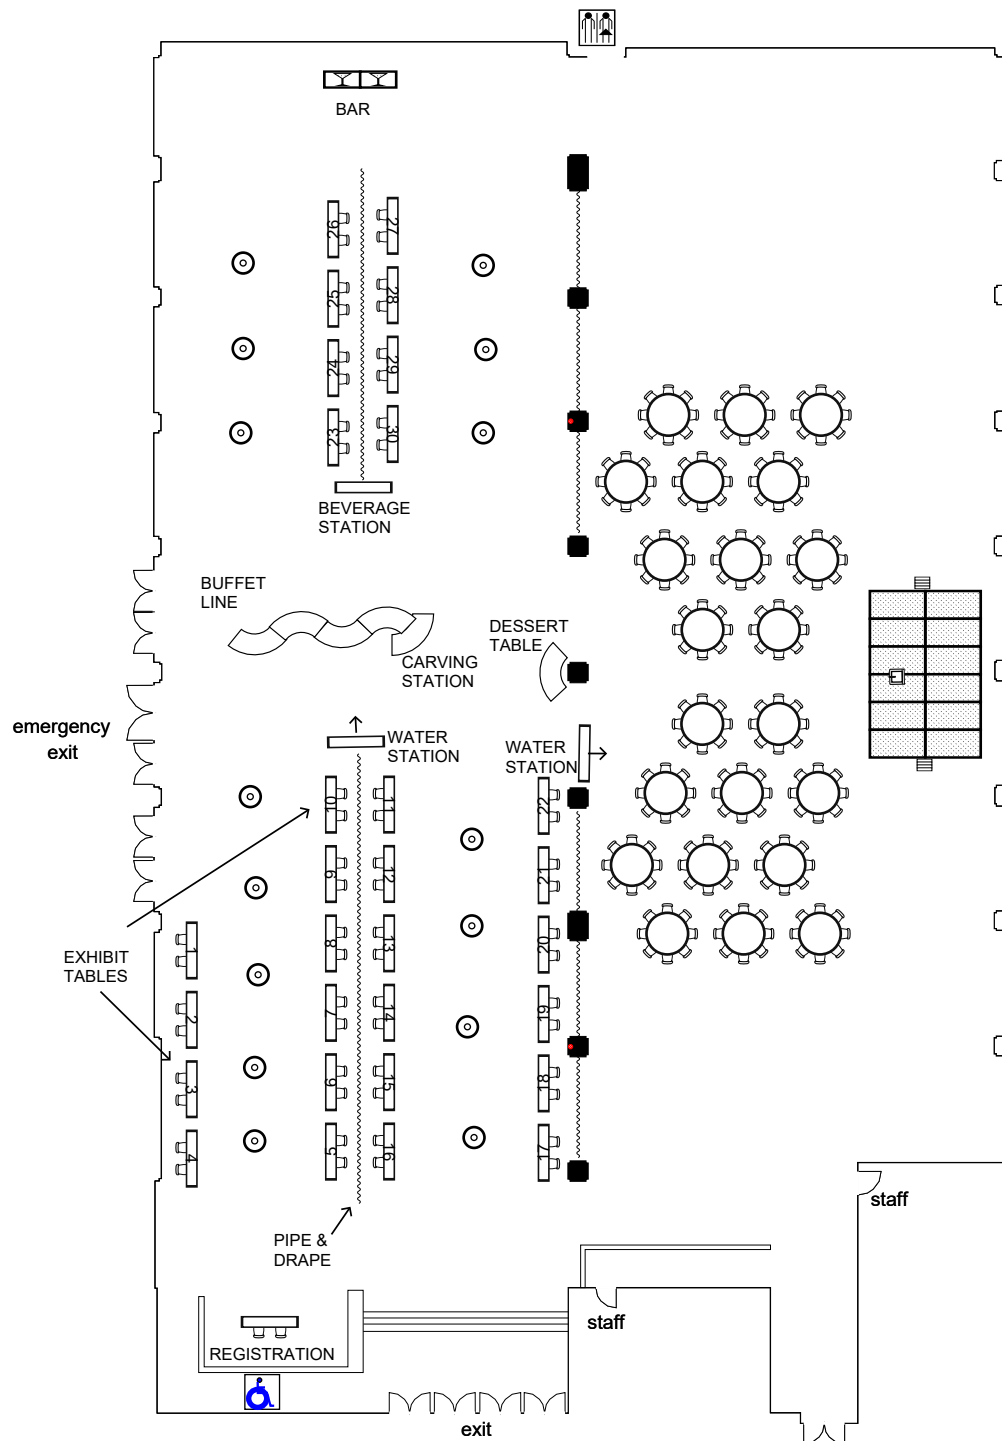 BAR
26
27
25
28
24
29
23
30
BEVERAGE
STATION
BUFFET
LINE
DESSERT
TABLE
CARVING
STATION
emergency
exit
WATER
STATION
WATER
STATION
10
11
22
9
12
21
1
8
13
20
EXHIBIT
TABLES
2
7
14
19
3
6
15
18
4
5
16
17
staff
PIPE &
DRAPE
staff
REGISTRATION
exit